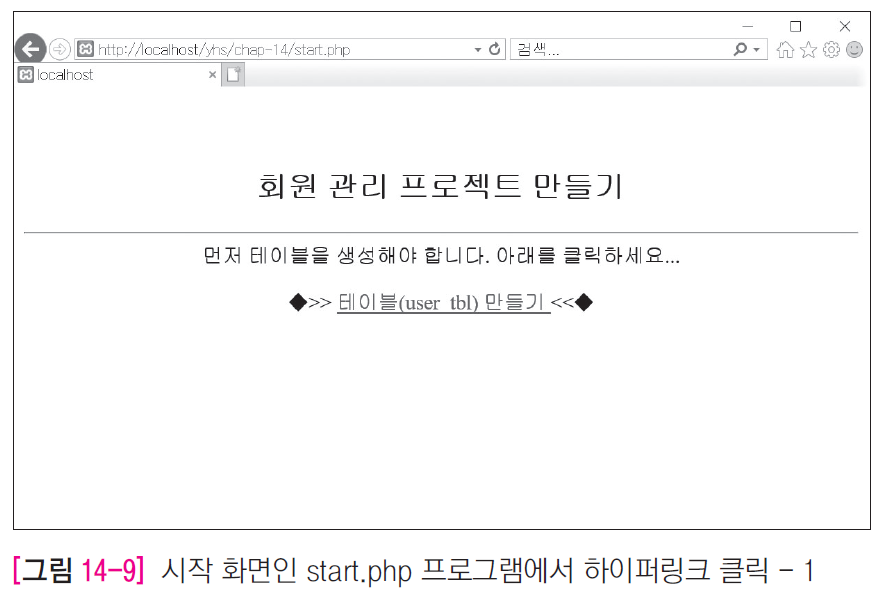 http://localhost/yhs/chap-14/start.php
검색...
localhost
회원 관리 프로젝트 만들기
먼저 테이블을 생성해야 합니다. 아래를 클릭하세요...
◆>> 테이블(user_tbl) 만들기 <<◆
[그림 14-9] 시작 화면인 start.php 프로그램에서 하이퍼링크 클릭 - 1